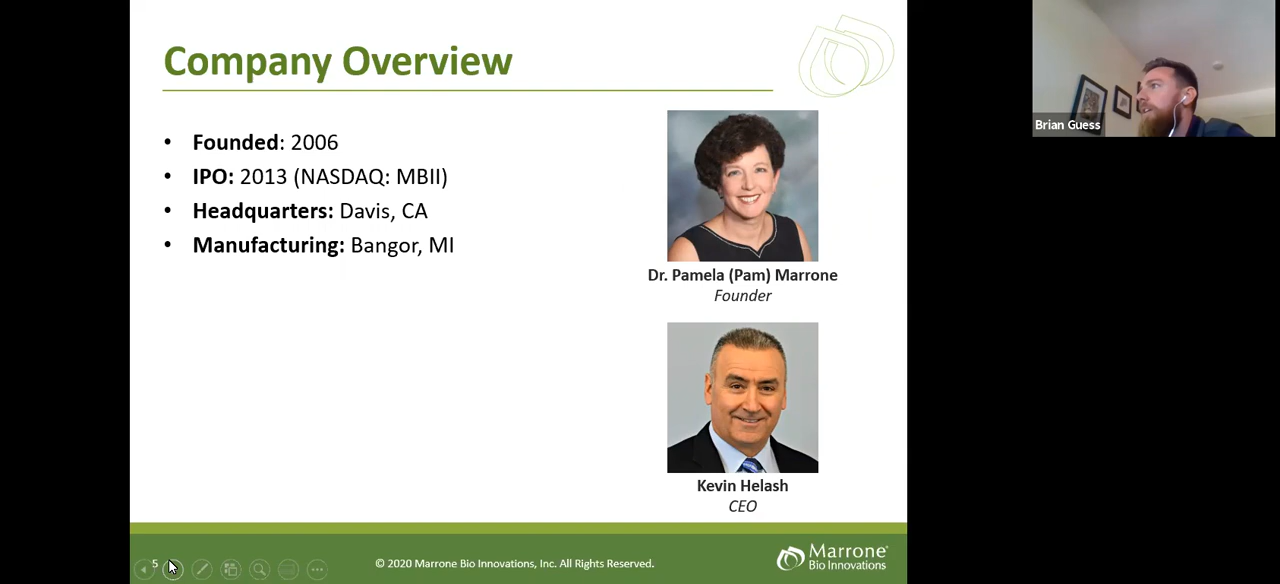 Company Overview
• Founded: 2006
• IPO: 2013 (NASDAQ: MBII)
• Headquarters: Davis, CA
• Manufacturing: Bangor, MI
Dr. Pamela (Pam) Marrone
Founder
Kevin Helash
CEO
5
© 2020 Marrone Bio Innovations, Inc. All Rights Reserved.
Marrone®
Bio Innovations
Brian Guess